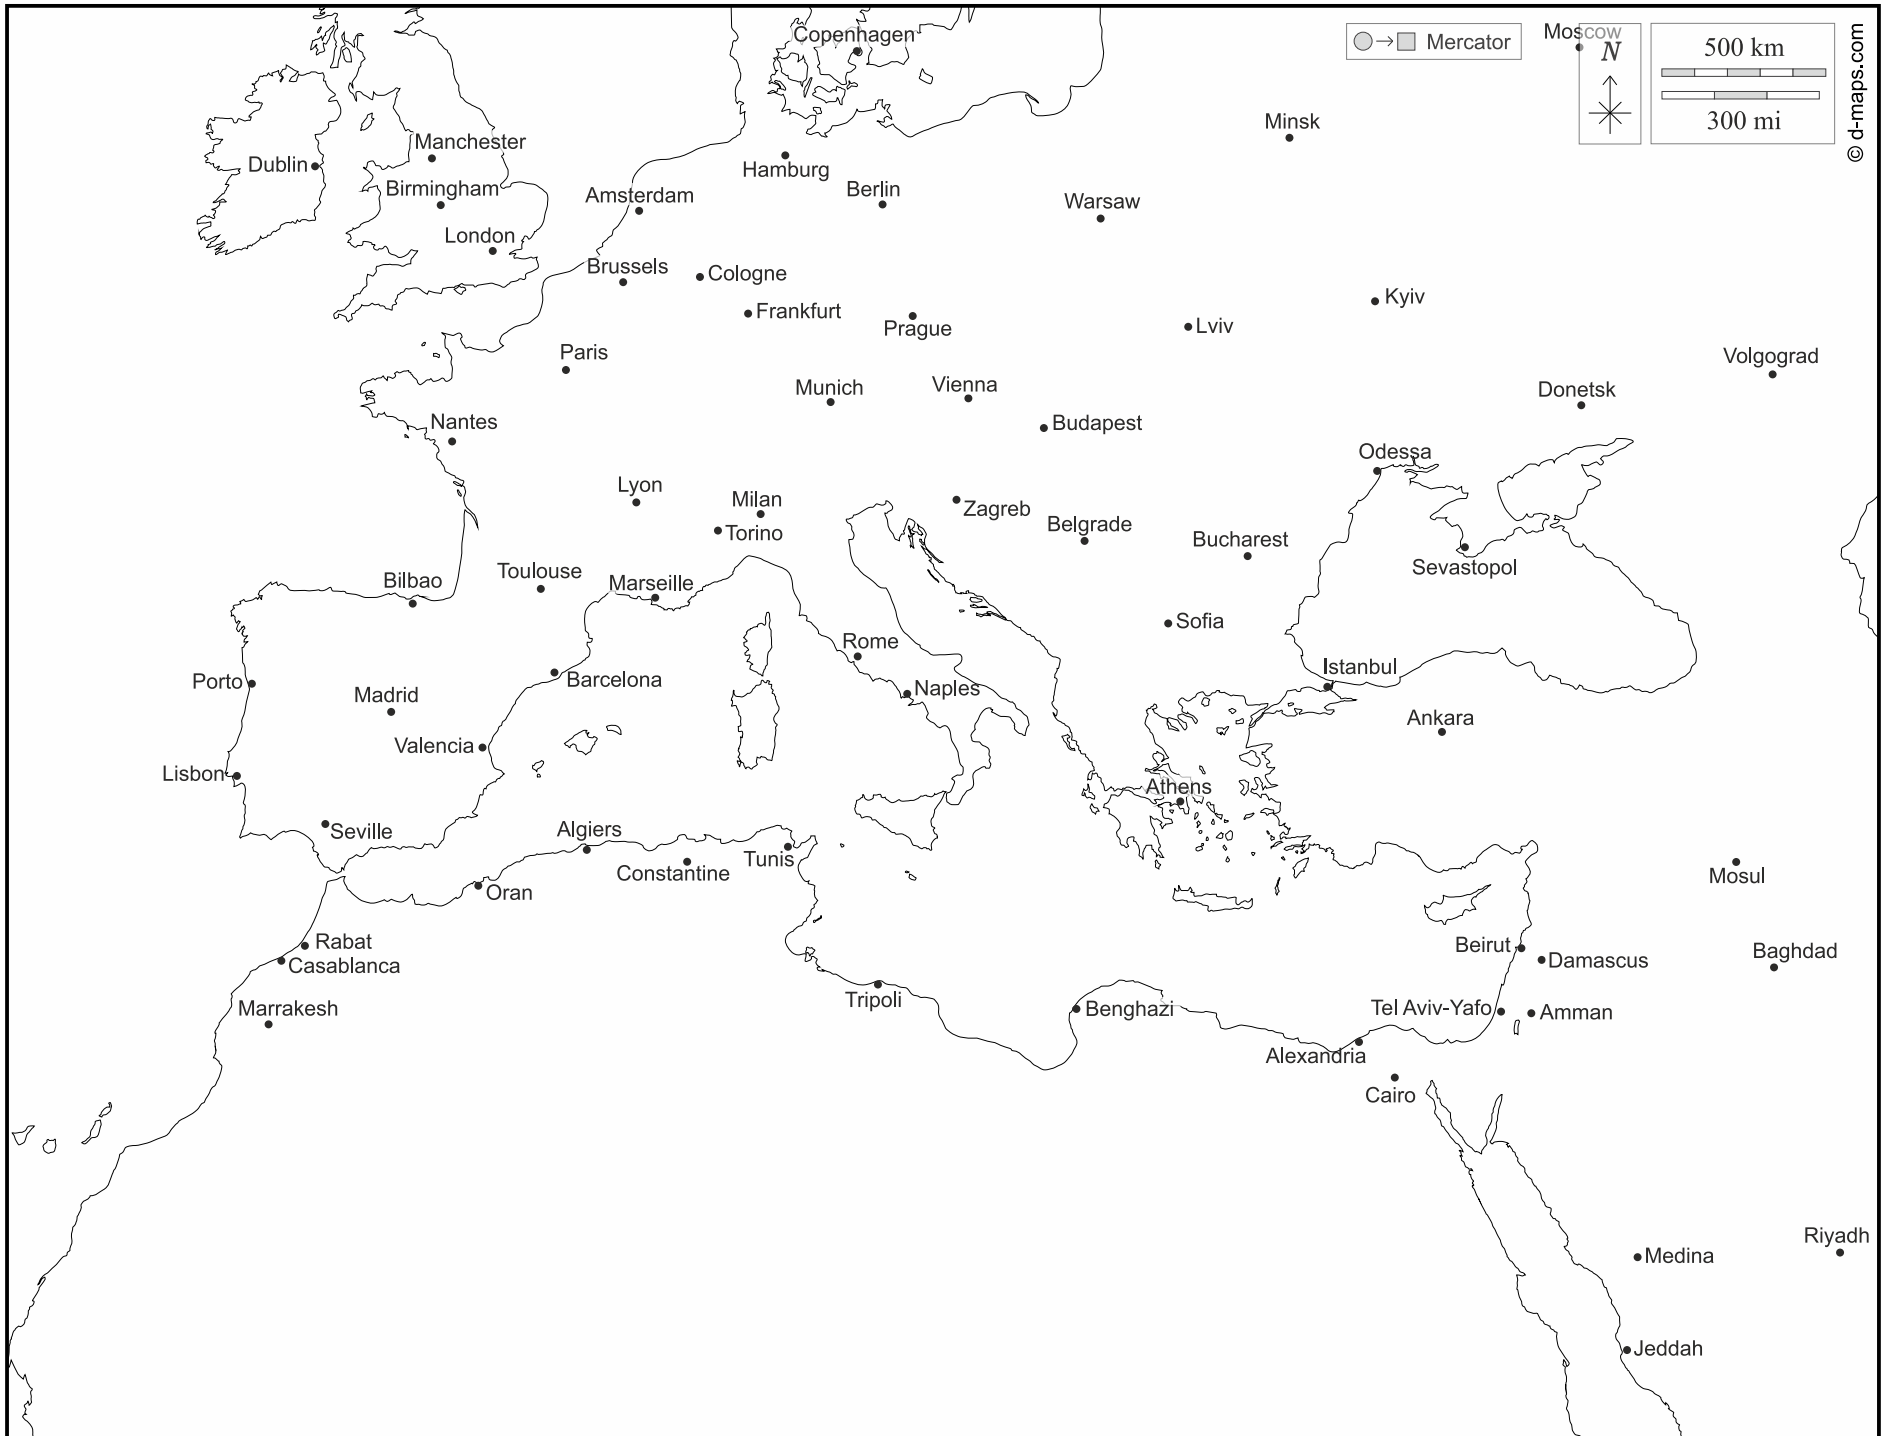 Copenhagen
Mercator
Moscow
N
500 km
300 mi
© d-maps.com
Minsk
Manchester
Dublin
Hamburg
Birmingham
Amsterdam
Berlin
Warsaw
London
Brussels
Cologne
Kyiv
Frankfurt
Prague
Lviv
Paris
Volgograd
Munich
Vienna
Donetsk
Nantes
Budapest
Odessa
Lyon
Milan
Zagreb
Torino
Belgrade
Bucharest
Sevastopol
Toulouse
Bilbao
Marseille
Sofia
Rome
Istanbul
Porto
Barcelona
Naples
Madrid
Ankara
Valencia
Lisbon
Athens
Seville
Algiers
Tunis
Constantine
Mosul
Oran
Rabat
Beirut
Baghdad
Casablanca
Damascus
Tripoli
Marrakesh
Benghazi
Tel Aviv-Yafo
Amman
Alexandria
Cairo
Riyadh
Medina
Jeddah